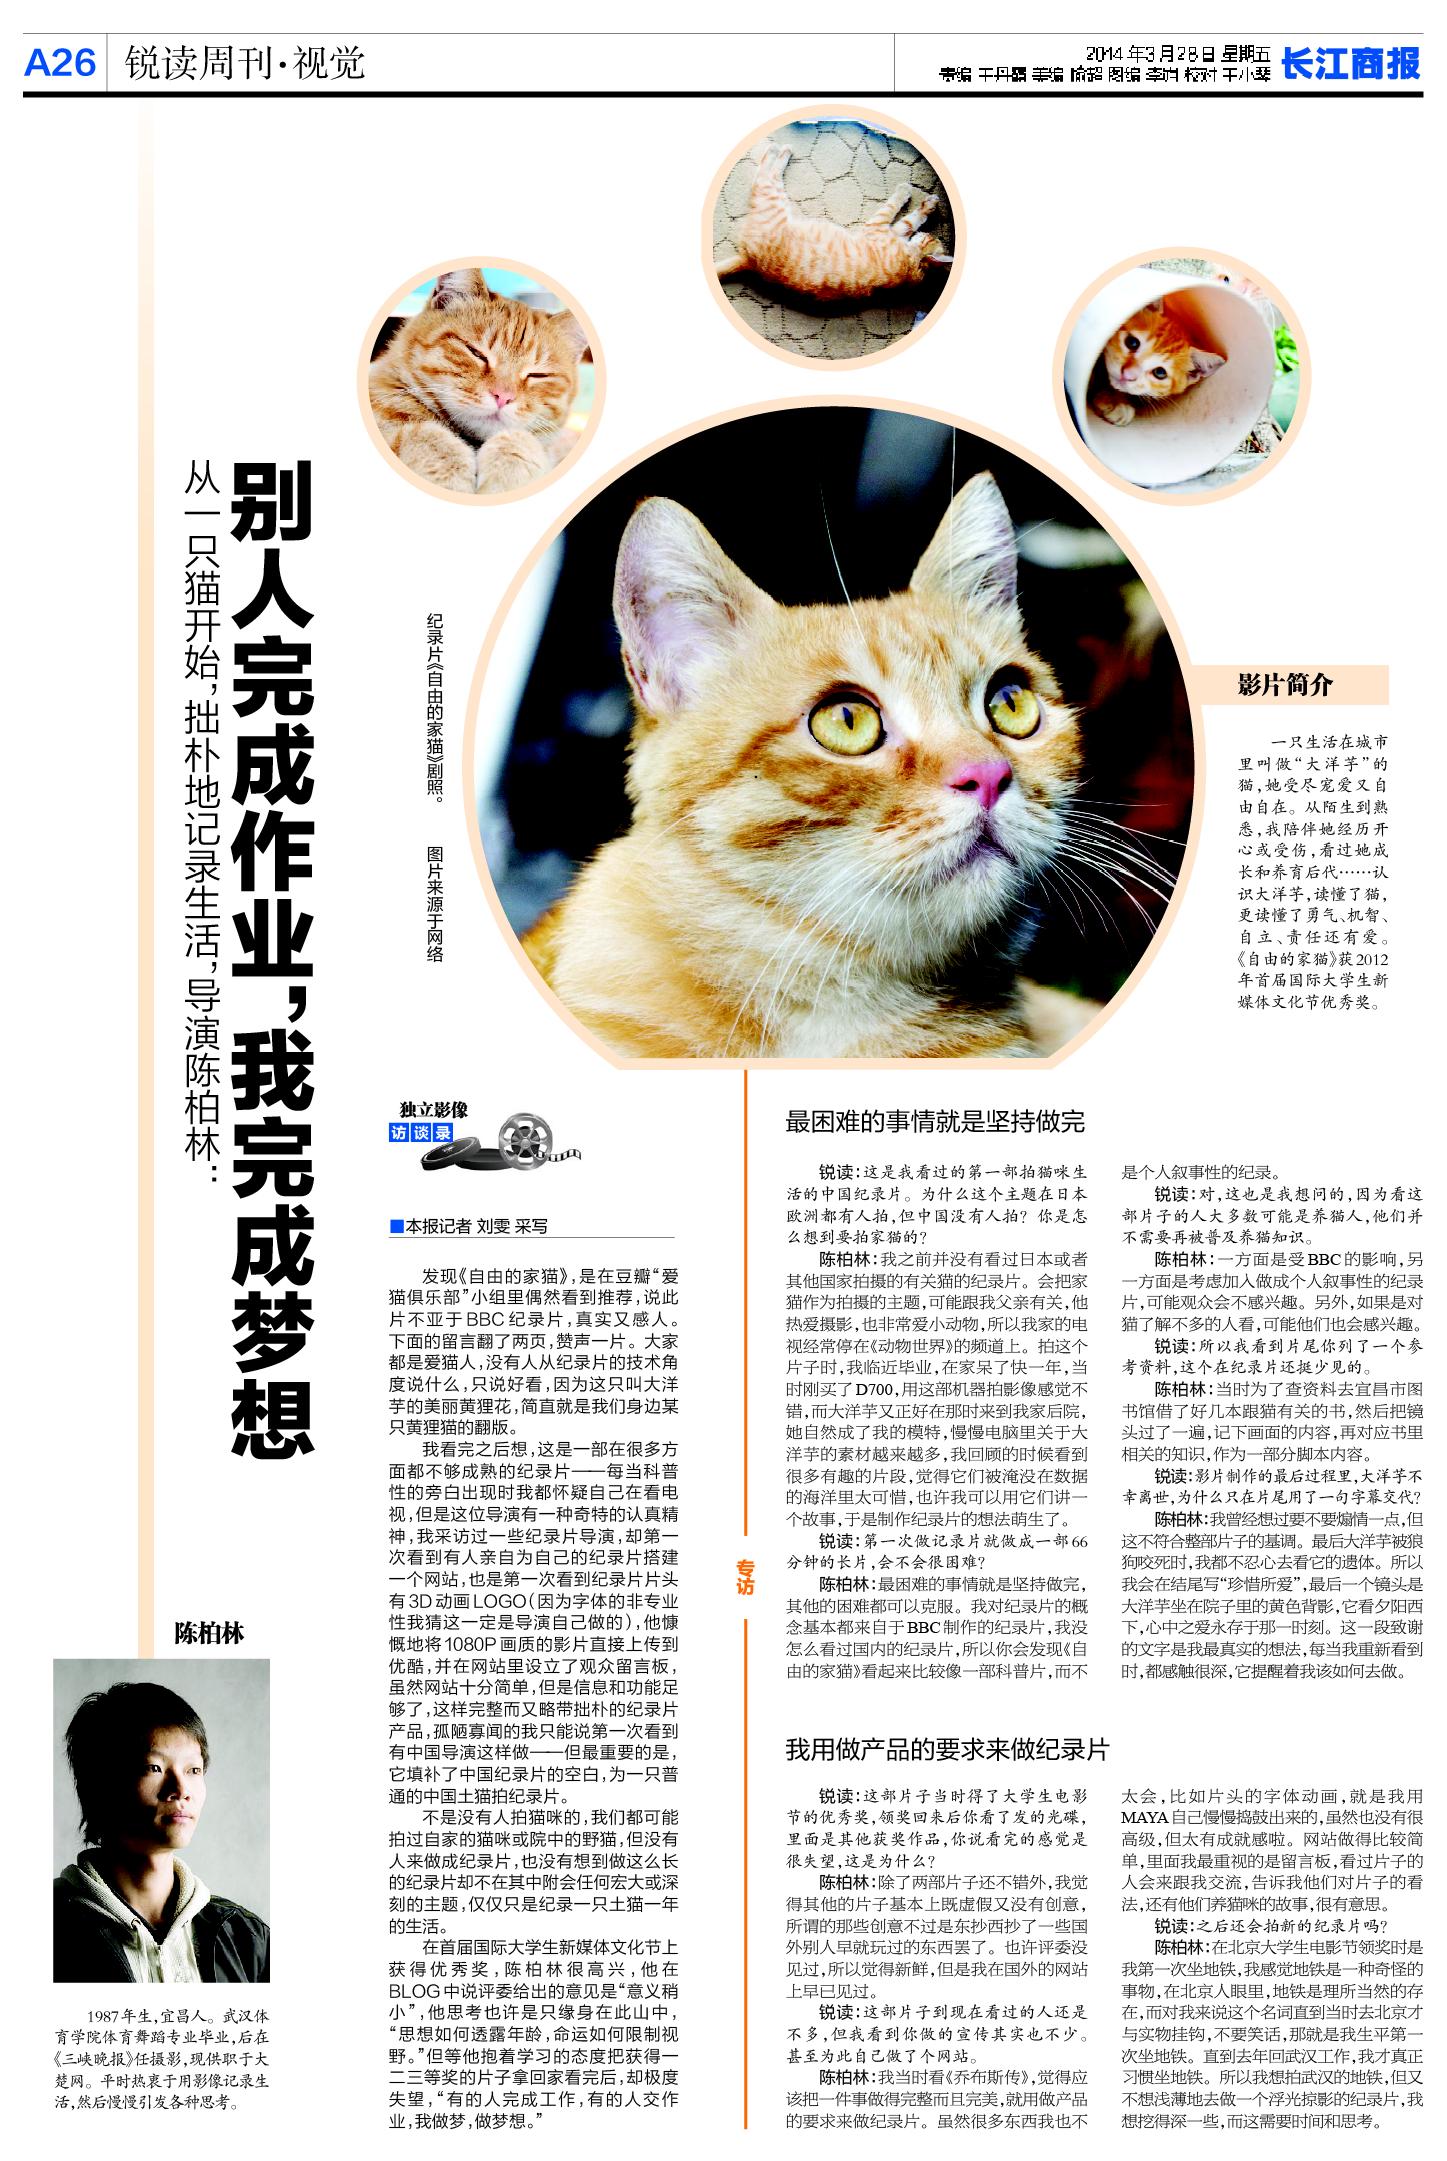 A26
锐读周刊·视觉
2014年3月28日 星期五
长江商报
从一只猫开始，拙朴地记录生活，导演陈柏林：
别人完成作业，我完成梦想
纪录片《自由的家猫》剧照。 图片来源于网络
影片简介
一只生活在城市
里叫做“大洋芋”的
猫，她受尽宠爱又自
由自在。从陌生到熟
悉，我陪伴她经历开
心或受伤，看过她成
长和养育后代……认
识大洋芋，读懂了猫，
更读懂了勇气、机智、
自立、责任还有爱。
《自由的家猫》获2012
年首届国际大学生新
媒体文化节优秀奖。
陈柏林
1987年生，宜昌人。武汉体
育学院体育舞蹈专业毕业，后在
《三峡晚报》任摄影，现供职于大
楚网。平时热衷于用影像记录生
活，然后慢慢引发各种思考。
独立影像
访谈录
■本报记者 刘雯 采写
发现《自由的家猫》，是在豆瓣“爱
猫俱乐部”小组里偶然看到推荐，说此
片不亚于BBC纪录片，真实又感人。
下面的留言翻了两页，赞声一片。大家
都是爱猫人，没有人从纪录片的技术角
度说什么，只说好看，因为这只叫大洋
芋的美丽黄狸花，简直就是我们身边某
只黄狸猫的翻版。
我看完之后想，这是一部在很多方
面都不够成熟的纪录片——每当科普
性的旁白出现时我都怀疑自己在看电
视，但是这位导演有一种奇特的认真精
神，我采访过一些纪录片导演，却第一
次看到有人亲自为自己的纪录片搭建
一个网站，也是第一次看到纪录片片头
有3D动画LOGO（因为字体的非专业
性我猜这一定是导演自己做的），他慷
慨地将1080P画质的影片直接上传到
优酷，并在网站里设立了观众留言板，
虽然网站十分简单，但是信息和功能足
够了，这样完整而又略带拙朴的纪录片
产品，孤陋寡闻的我只能说第一次看到
有中国导演这样做——但最重要的是，
它填补了中国纪录片的空白，为一只普
通的中国土猫拍纪录片。
不是没有人拍猫咪的，我们都可能
拍过自家的猫咪或院中的野猫，但没有
人来做成纪录片，也没有想到做这么长
的纪录片却不在其中附会任何宏大或深
刻的主题，仅仅只是纪录一只土猫一年
的生活。
在首届国际大学生新媒体文化节上
获得优秀奖，陈柏林很高兴，他在
BLOG中说评委给出的意见是“意义稍
小”，他思考也许是只缘身在此山中，
“思想如何透露年龄，命运如何限制视
野。”但等他抱着学习的态度把获得一
二三等奖的片子拿回家看完后，却极度
失望，“有的人完成工作，有的人交作
业，我做梦，做梦想。”
专访
最困难的事情就是坚持做完
锐读：这是我看过的第一部拍猫咪生
活的中国纪录片。为什么这个主题在日本
欧洲都有人拍，但中国没有人拍？你是怎
么想到要拍家猫的？
陈柏林：我之前并没有看过日本或者
其他国家拍摄的有关猫的纪录片。会把家
猫作为拍摄的主题，可能跟我父亲有关，他
热爱摄影，也非常爱小动物，所以我家的电
视经常停在《动物世界》的频道上。拍这个
片子时，我临近毕业，在家呆了快一年，当
时刚买了D700，用这部机器拍影像感觉不
错，而大洋芋又正好在那时来到我家后院，
她自然成了我的模特，慢慢电脑里关于大
洋芋的素材越来越多，我回顾的时候看到
很多有趣的片段，觉得它们被淹没在数据
的海洋里太可惜，也许我可以用它们讲一
个故事，于是制作纪录片的想法萌生了。
锐读：第一次做记录片就做成一部66
分钟的长片，会不会很困难？
陈柏林：最困难的事情就是坚持做完，
其他的困难都可以克服。我对纪录片的概
念基本都来自于BBC制作的纪录片，我没
怎么看过国内的纪录片，所以你会发现《自
由的家猫》看起来比较像一部科普片，而不
是个人叙事性的纪录。
锐读：对，这也是我想问的，因为看这
部片子的人大多数可能是养猫人，他们并
不需要再被普及养猫知识。
陈柏林：一方面是受BBC的影响，另
一方面是考虑加入做成个人叙事性的纪录
片，可能观众会不感兴趣。另外，如果是对
猫了解不多的人看，可能他们也会感兴趣。
锐读：所以我看到片尾你列了一个参
考资料，这个在纪录片还挺少见的。
陈柏林：当时为了查资料去宜昌市图
书馆借了好几本跟猫有关的书，然后把镜
头过了一遍，记下画面的内容，再对应书里
相关的知识，作为一部分脚本内容。
锐读：影片制作的最后过程里，大洋芋不
幸离世，为什么只在片尾用了一句字幕交代？
陈柏林：我曾经想过要不要煽情一点，但
这不符合整部片子的基调。最后大洋芋被狼
狗咬死时，我都不忍心去看它的遗体。所以
我会在结尾写“珍惜所爱”，最后一个镜头是
大洋芋坐在院子里的黄色背影，它看夕阳西
下，心中之爱永存于那一时刻。这一段致谢
的文字是我最真实的想法，每当我重新看到
时，都感触很深，它提醒着我该如何去做。
我用做产品的要求来做纪录片
锐读：这部片子当时得了大学生电影
节的优秀奖，领奖回来后你看了发的光碟，
里面是其他获奖作品，你说看完的感觉是
很失望，这是为什么？
陈柏林：除了两部片子还不错外，我觉
得其他的片子基本上既虚假又没有创意，
所谓的那些创意不过是东抄西抄了一些国
外别人早就玩过的东西罢了。也许评委没
见过，所以觉得新鲜，但是我在国外的网站
上早已见过。
锐读：这部片子到现在看过的人还是
不多，但我看到你做的宣传其实也不少。
甚至为此自己做了个网站。
陈柏林：我当时看《乔布斯传》，觉得应
该把一件事做得完整而且完美，就用做产品
的要求来做纪录片。虽然很多东西我也不
太会，比如片头的字体动画，就是我用
MAYA自己慢慢捣鼓出来的，虽然也没有很
高级，但太有成就感啦。网站做得比较简
单，里面我最重视的是留言板，看过片子的
人会来跟我交流，告诉我他们对片子的看
法，还有他们养猫咪的故事，很有意思。
锐读：之后还会拍新的纪录片吗？
陈柏林：在北京大学生电影节领奖时是
我第一次坐地铁，我感觉地铁是一种奇怪的
事物，在北京人眼里，地铁是理所当然的存
在，而对我来说这个名词直到当时去北京才
与实物挂钩，不要笑话，那就是我生平第一
次坐地铁。直到去年回武汉工作，我才真正
习惯坐地铁。所以我想拍武汉的地铁，但又
不想浅薄地去做一个浮光掠影的纪录片，我
想挖得深一些，而这需要时间和思考。